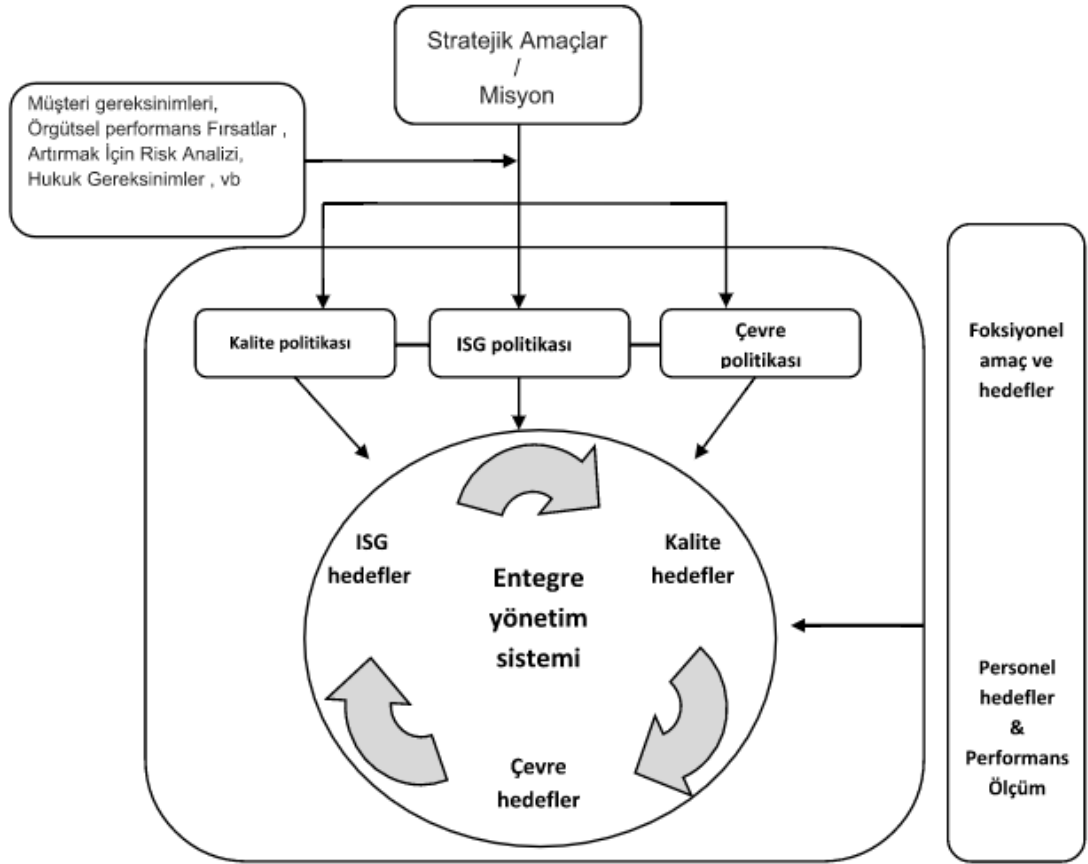 Stratejik Amaçlar
/
Misyon
Müşteri gereksinimleri,
Örgütsel performans Fırsatlar ,
Artırmak İçin Risk Analizi,
Hukuk Gereksinimler , vb
Kalite politikası
ISG politikası
Çevre
politikası
Foksiyonel
amaç ve
hedefler
ISG
hedefler
Kalite
hedefler
Entegre
yönetim
sistemi
Çevre
hedefler
Personel
hedefler
&
Performans
Ölçüm